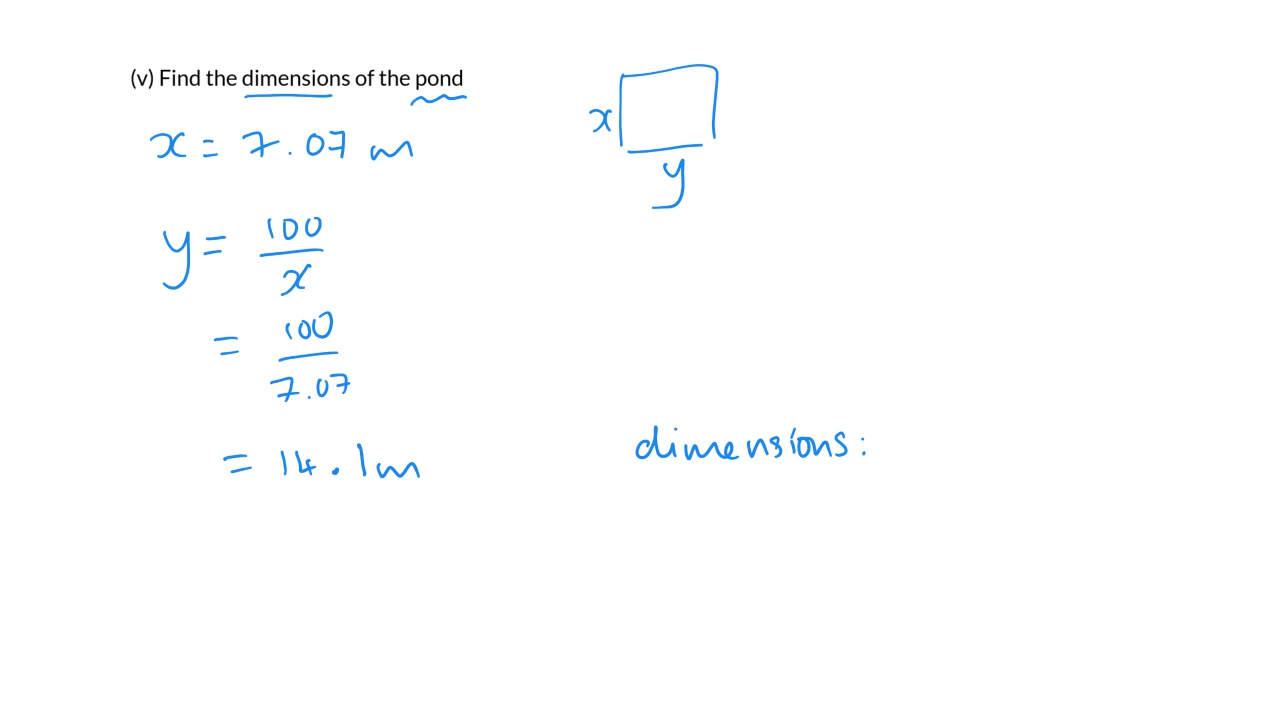 (v) Find the dimensions of the pond
x = 7.07 m
x
y
y = 100/x
= 100/7.07
= 14.1m
dimensions: